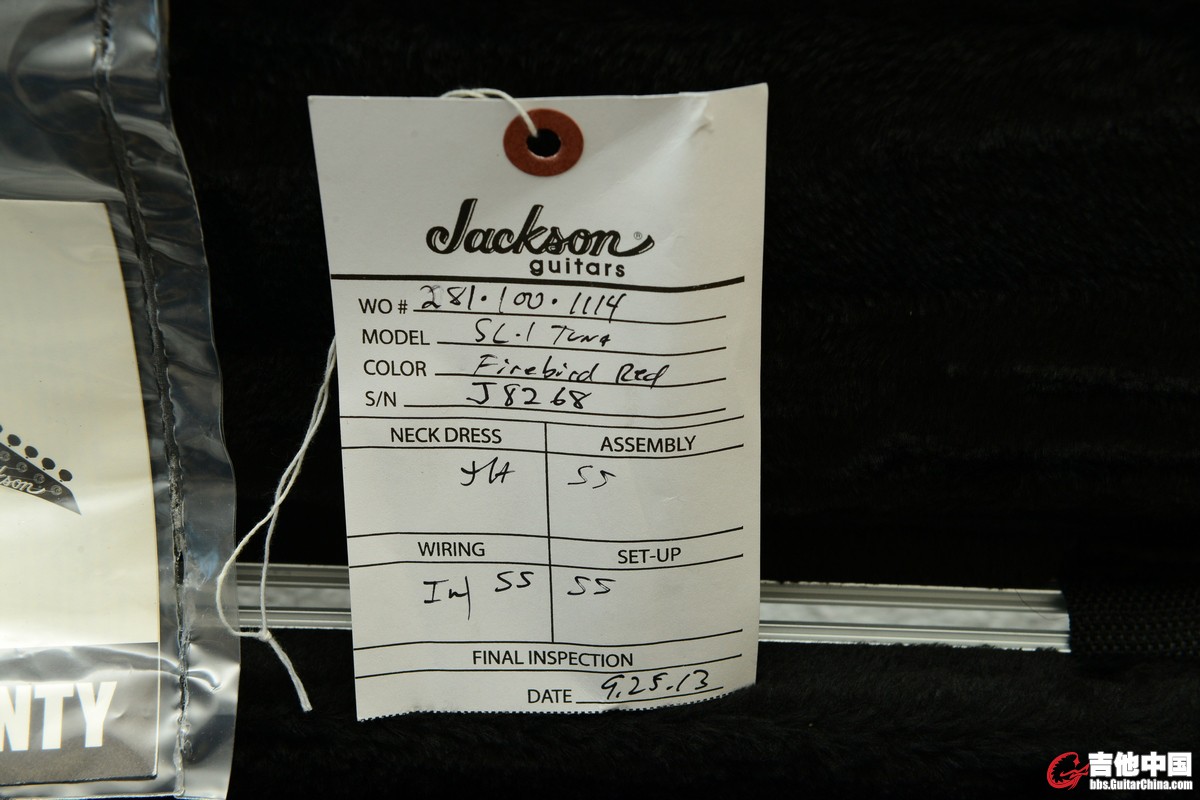 Jackson®
guitars
WO # 281.100.1114
MODEL SL.1
COLOR Firebird Red
S/N J8268
NECK DRESS ASSEMBLY
SS
WIRING SET-UP
SS SS
FINAL INSPECTION
DATE 9.25.13
son
NTY
吉他中国
bbs.GuitarChina.com